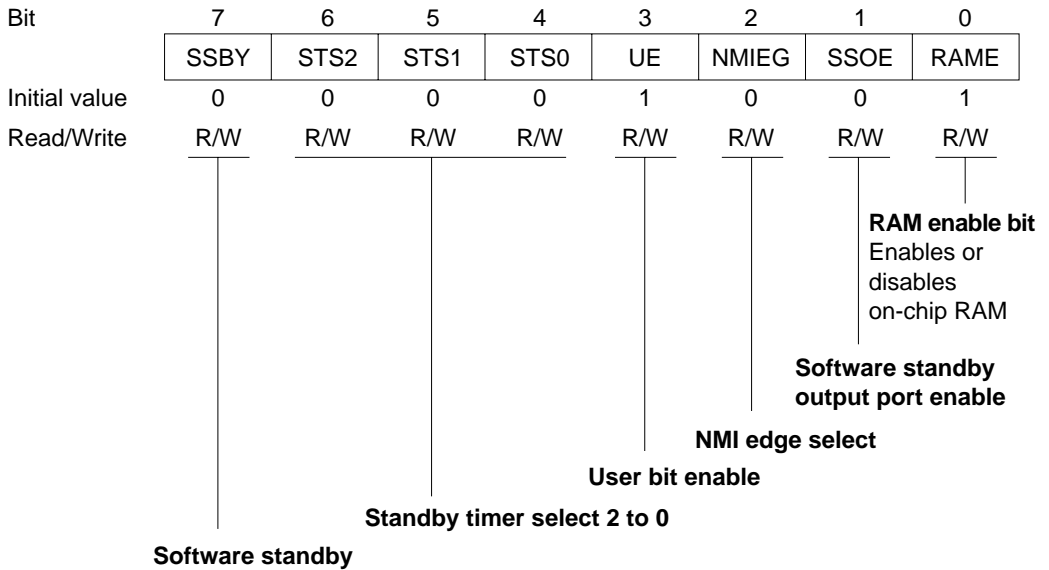 Bit 7 6 5 4 3 2 1 0
SSBY STS2 STS1 STS0 UE NMIEG SSOE RAME
Initial value 0 0 0 0 1 0 0 1
Read/Write R/W R/W R/W R/W R/W R/W R/W R/W
RAM enable bit
Enables or
disables
on-chip RAM
Software standby
output port enable
NMI edge select
User bit enable
Standby timer select 2 to 0
Software standby